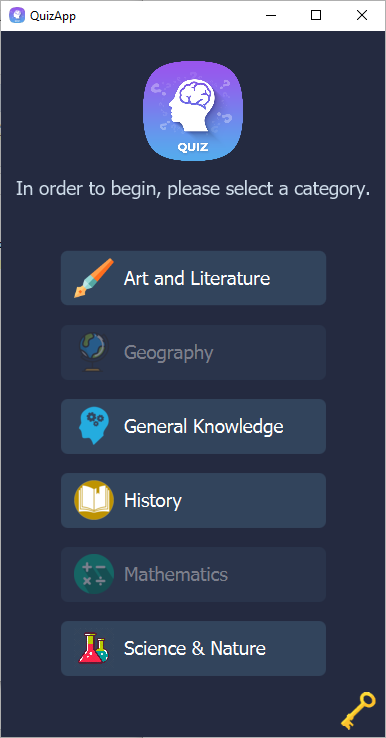 QuizApp
QUIZ
In order to begin, please select a category.
Art and Literature
Geography
General Knowledge
History
Mathematics
Science & Nature